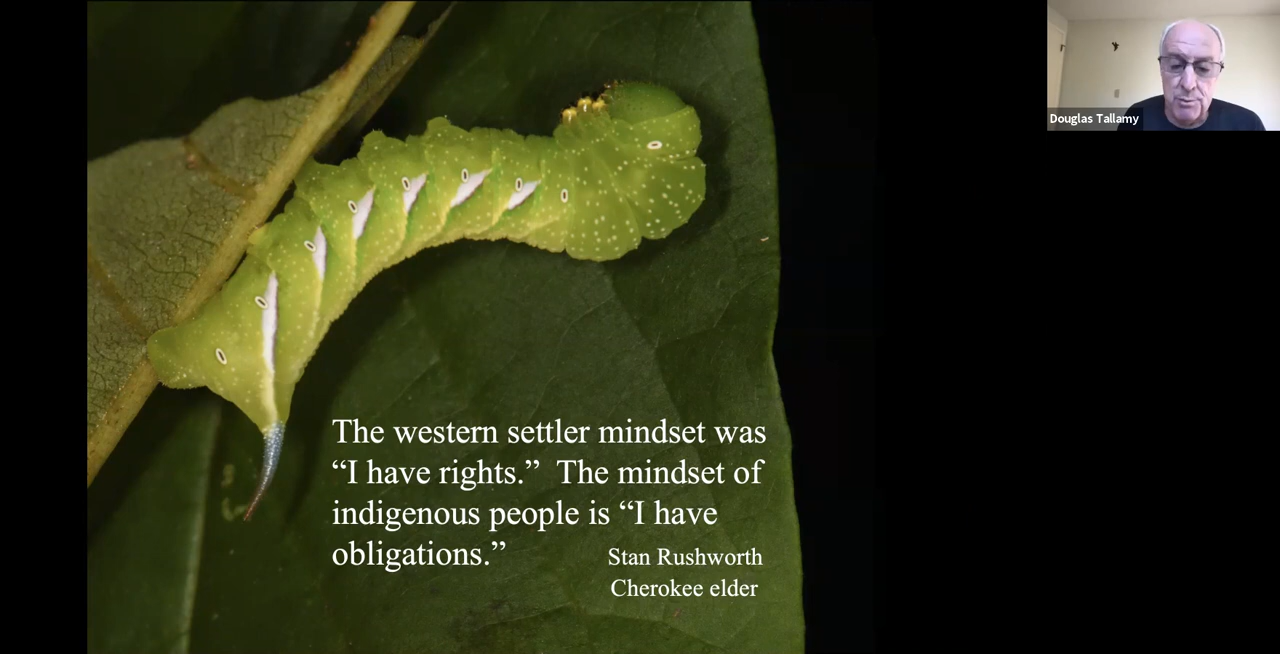 Douglas Tallamy
The western settler mindset was
“I have rights.”  The mindset of
indigenous people is “I have
obligations.”
Stan Rushworth
Cherokee elder